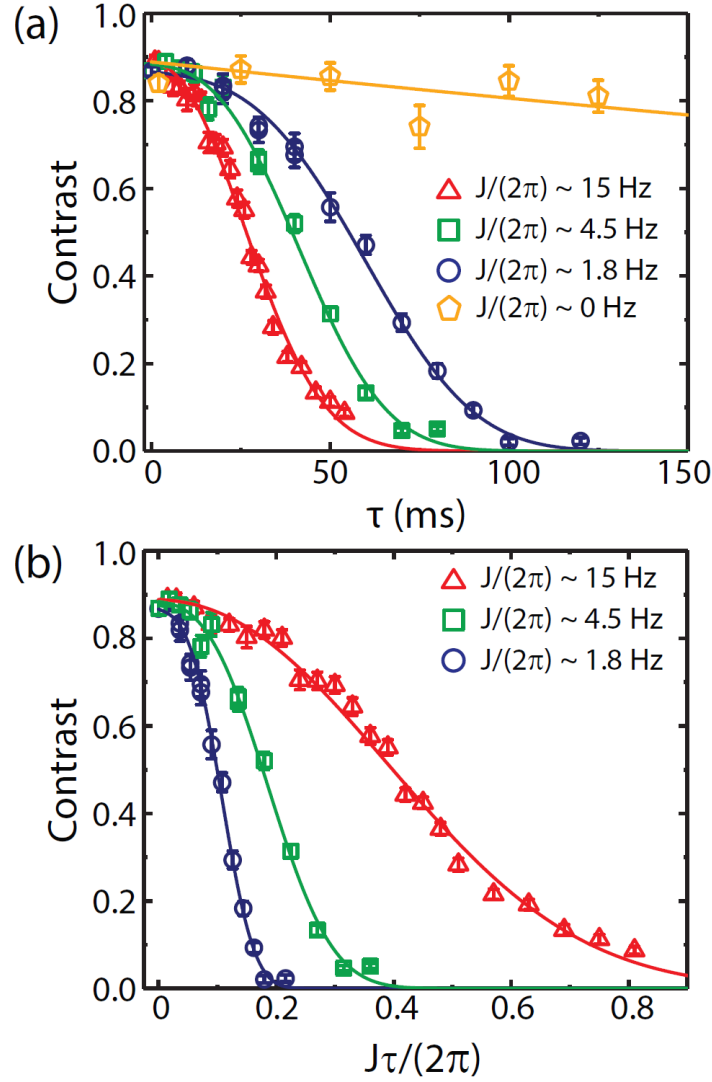 (a)
1.0
0.8
0.6
0.4
0.2
0.0
Contrast
J/(2π) ~ 15 Hz
J/(2π) ~ 4.5 Hz
J/(2π) ~ 1.8 Hz
J/(2π) ~ 0 Hz
0 50 100 150
τ (ms)
(b)
1.0
0.8
0.6
0.4
0.2
0.0
Contrast
J/(2π) ~ 15 Hz
J/(2π) ~ 4.5 Hz
J/(2π) ~ 1.8 Hz
0 0.2 0.4 0.6 0.8
Jτ/(2π)